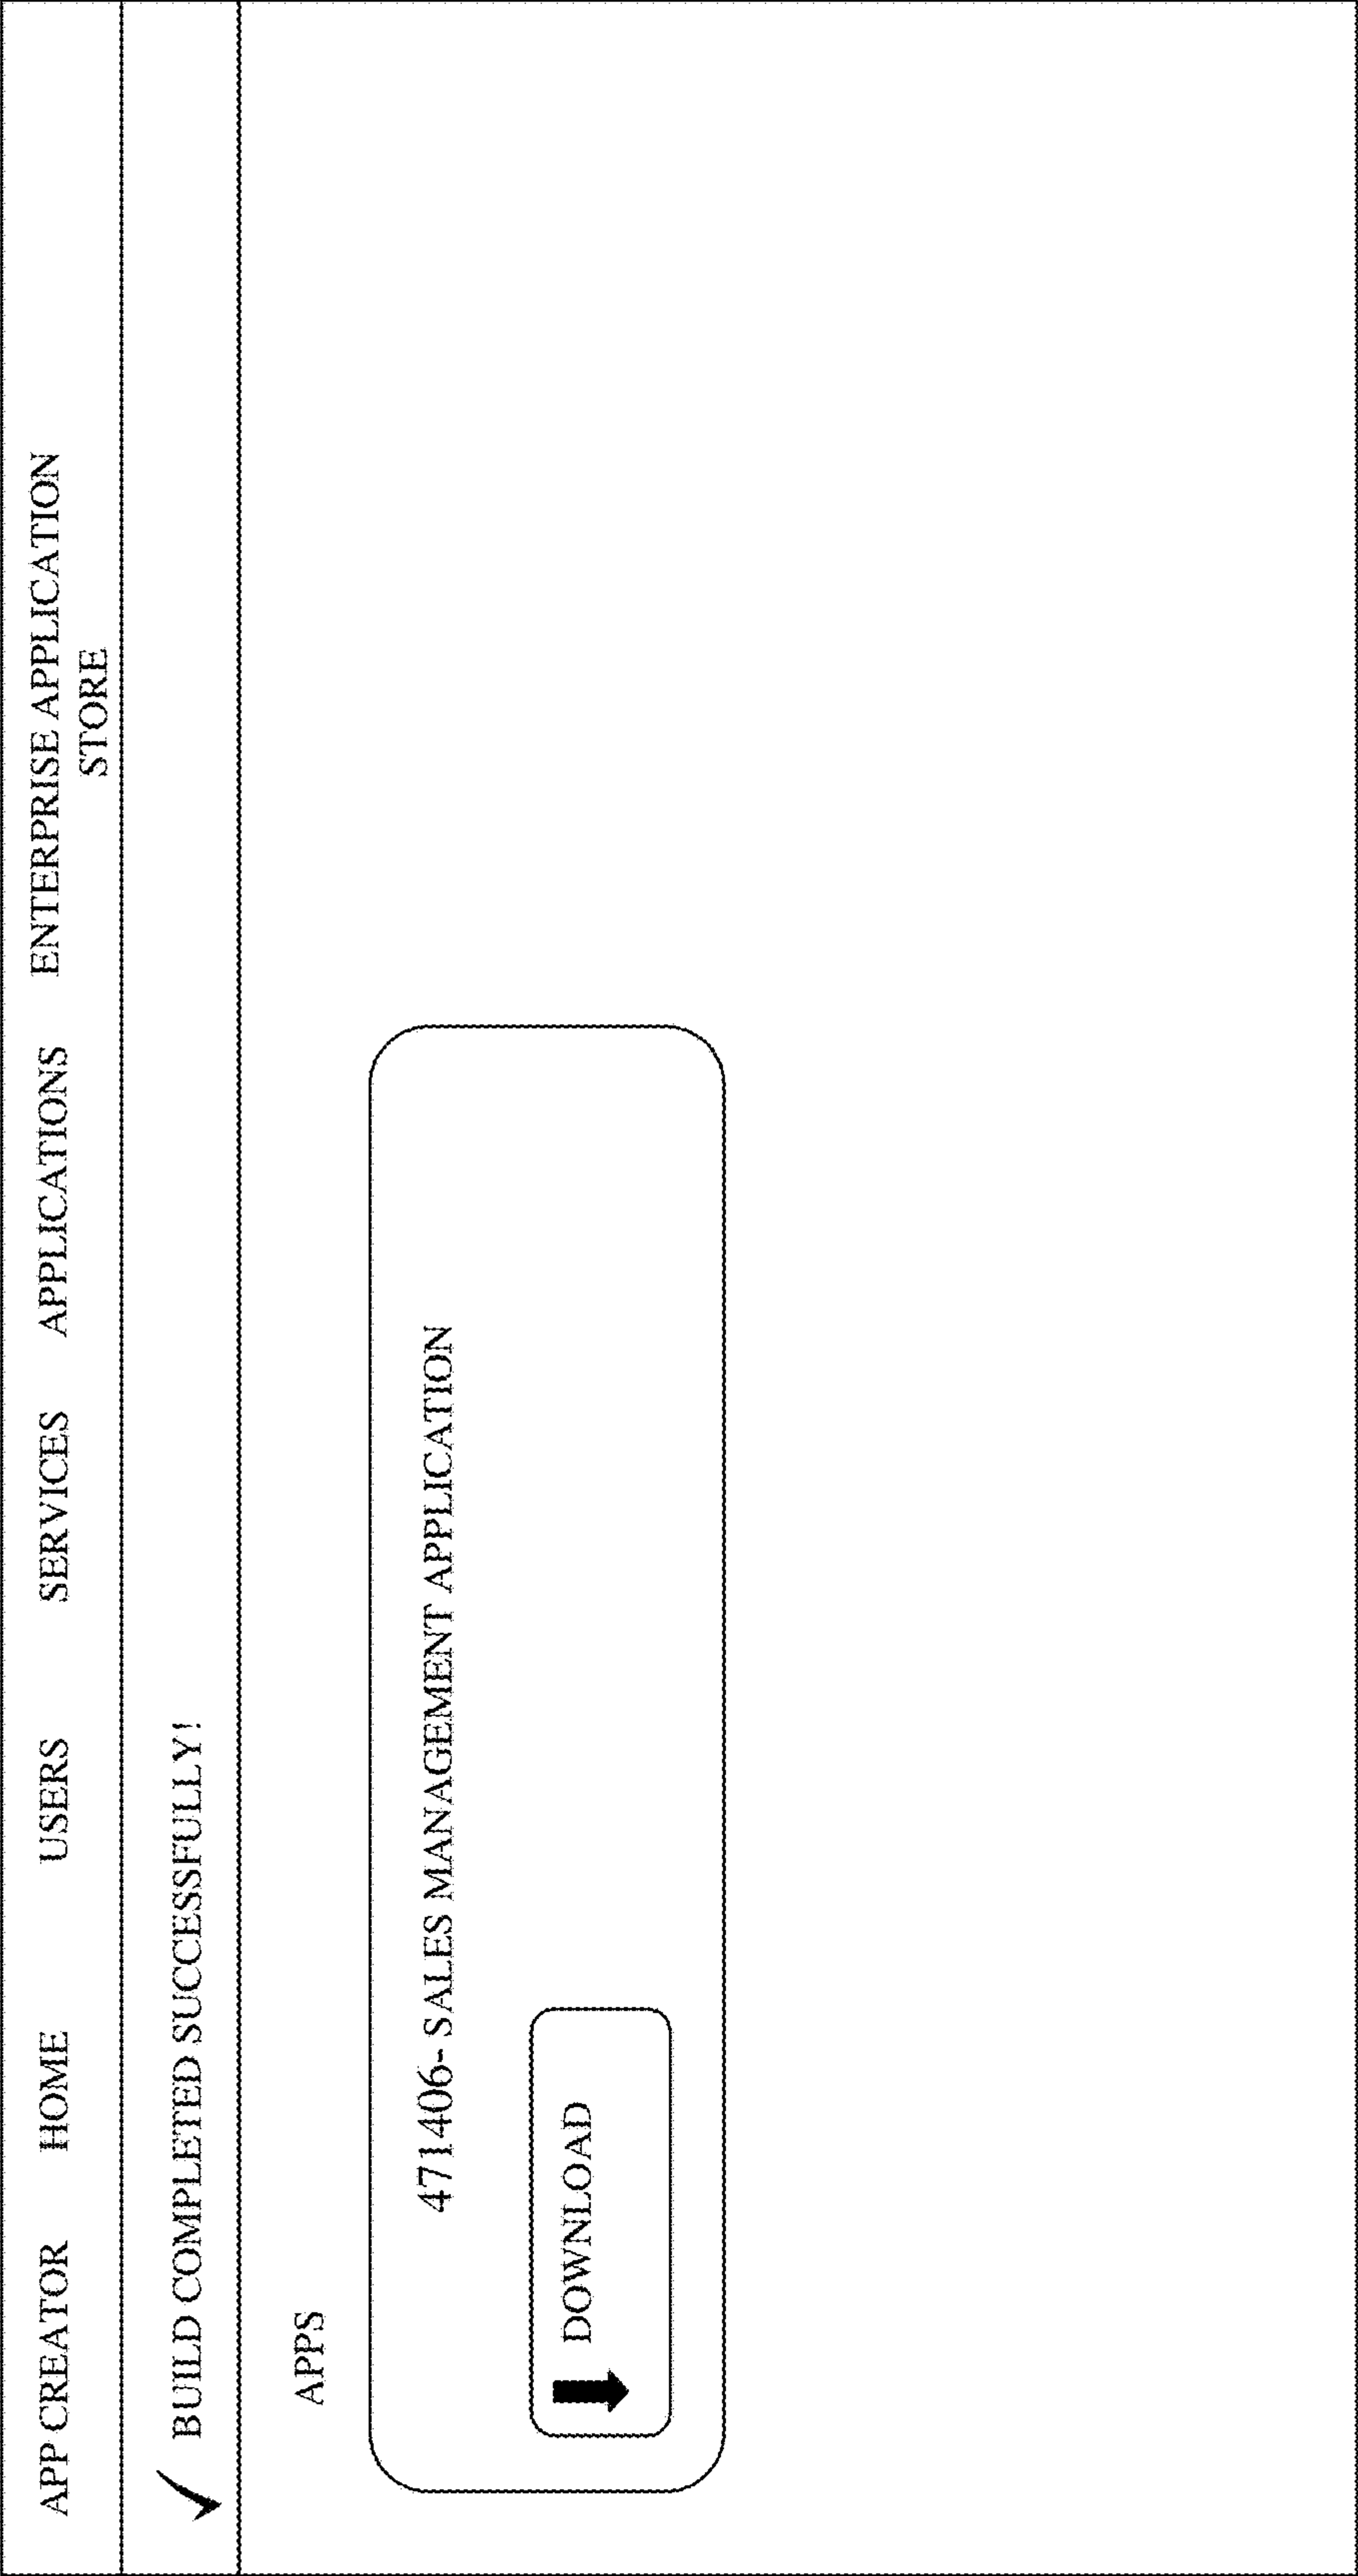 APP CREATOR HOME USERS SERVICES APPLICATIONS ENTERPRISE APPLICATION
STORE
BUILD COMPLETED SUCCESSFULLY!
APPS
471406- SALES MANAGEMENT APPLICATION
DOWNLOAD